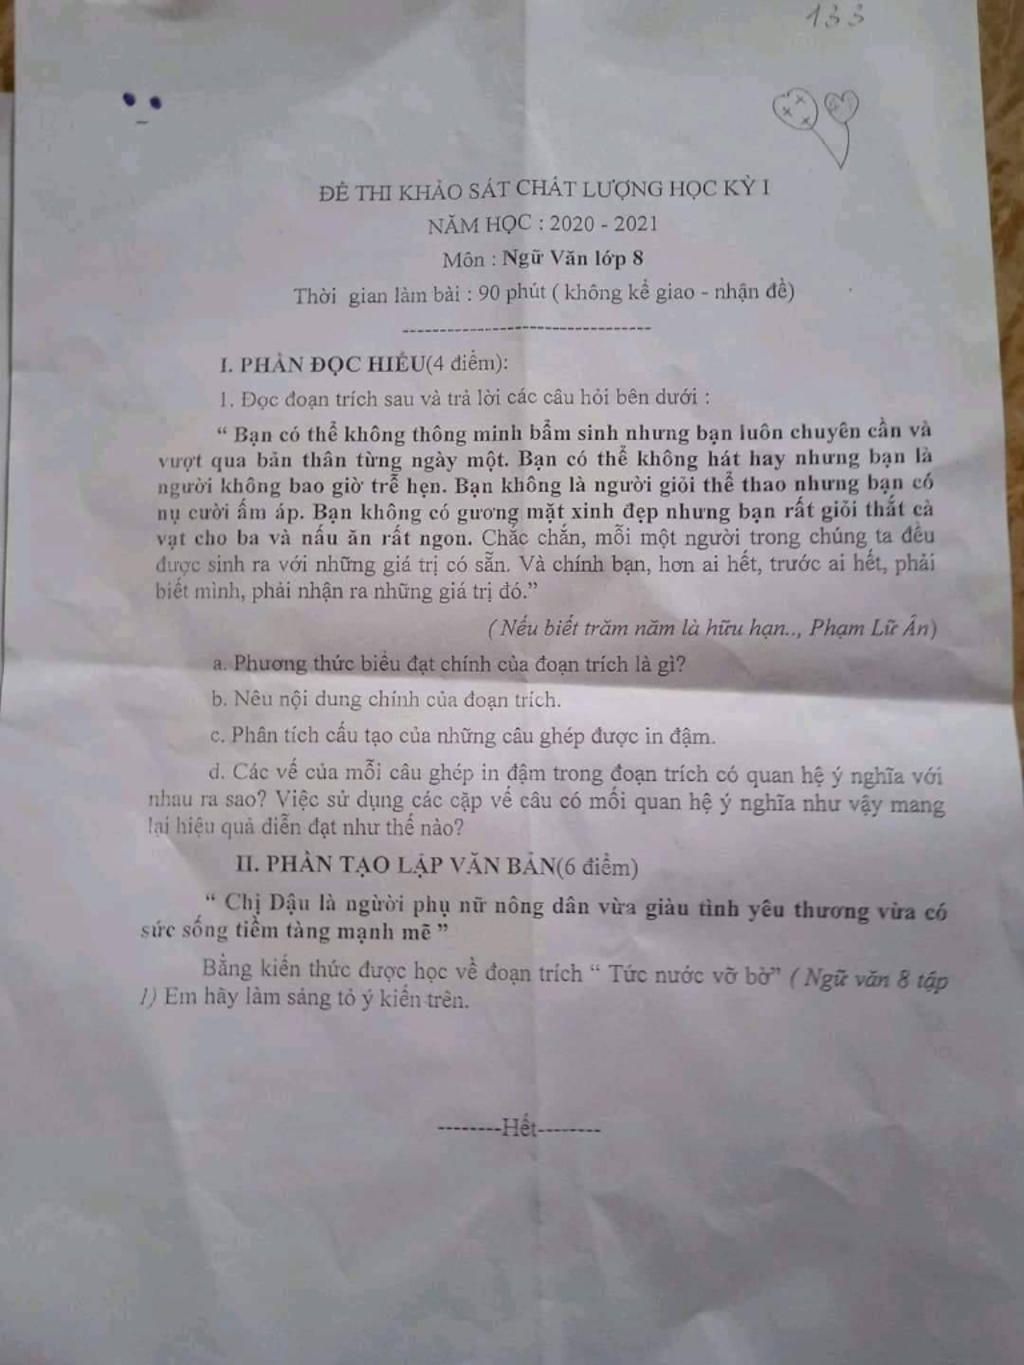 133
ĐỀ THI KHẢO SÁT CHẤT LƯỢNG HỌC KỲ I
NĂM HỌC : 2020 - 2021
Môn : Ngữ Văn lớp 8
Thời gian làm bài : 90 phút ( không kể giao - nhận đề)
--------------------------------
I. PHẦN ĐỌC HIỂU(4 điểm):
1. Đọc đoạn trích sau và trả lời các câu hỏi bên dưới :
“ Bạn có thể không thông minh bẩm sinh nhưng bạn luôn chuyên cần và
vượt qua bản thân từng ngày một. Bạn có thể không hát hay nhưng bạn là
người không bao giờ trễ hẹn. Bạn không là người giỏi thể thao nhưng bạn có
nụ cười ấm áp. Bạn không có gương mặt xinh đẹp nhưng bạn rất giỏi thắt cà
vạt cho ba và nấu ăn rất ngon. Chắc chắn, mỗi một người trong chúng ta đều
được sinh ra với những giá trị có sẵn. Và chính bạn, hơn ai hết, trước ai hết, phải
biết mình, phải nhận ra những giá trị đó.”
( Nếu biết trăm năm là hữu hạn.., Phạm Lữ Ân)
a. Phương thức biểu đạt chính của đoạn trích là gì?
b. Nêu nội dung chính của đoạn trích.
c. Phân tích cấu tạo của những câu ghép được in đậm.
d. Các vế của mỗi câu ghép in đậm trong đoạn trích có quan hệ ý nghĩa với
nhau ra sao? Việc sử dụng các cặp vế câu có mối quan hệ ý nghĩa như vậy mang
lại hiệu quả diễn đạt như thế nào?
II. PHẦN TẠO LẬP VĂN BẢN(6 điểm)
“ Chị Dậu là người phụ nữ nông dân vừa giàu tình yêu thương vừa có
sức sống tiềm tàng mạnh mẽ ”
Bằng kiến thức được học về đoạn trích “ Tức nước vỡ bờ” ( Ngữ văn 8 tập
1) Em hãy làm sáng tỏ ý kiến trên.
--------Hết--------